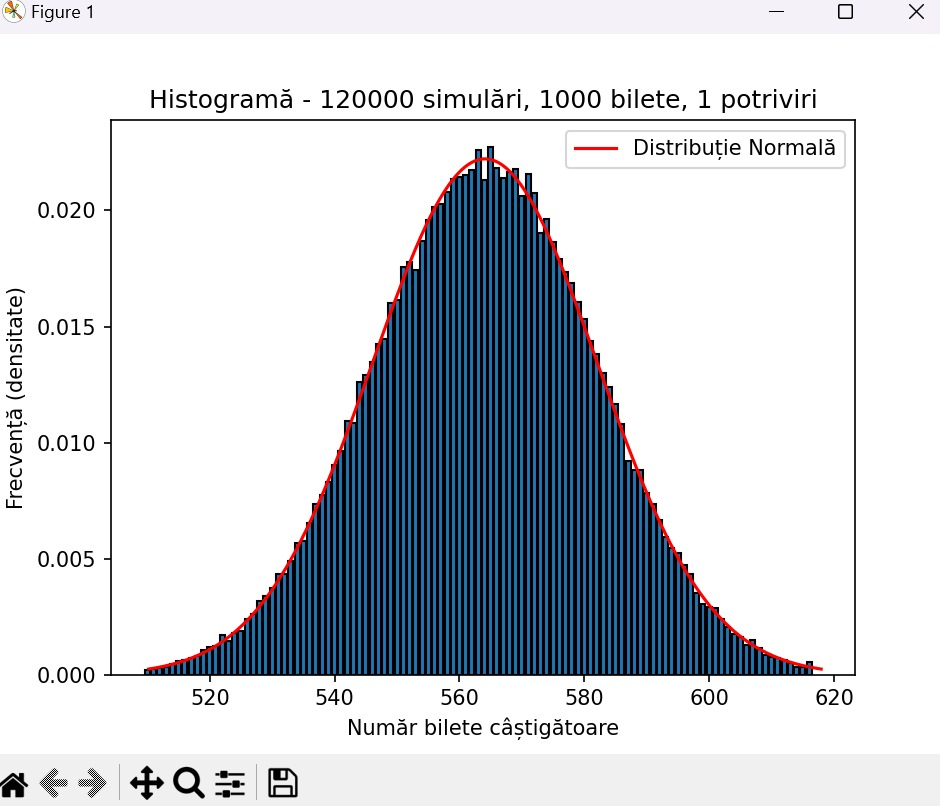 Figure 1
Histogramă - 120000 simulări, 1000 bilete, 1 potriviri
Distribuție Normală
0.020
0.015
0.010
0.005
0.000
Frecvență (densitate)
520 540 560 580 600 620
Număr bilete câștigătoare